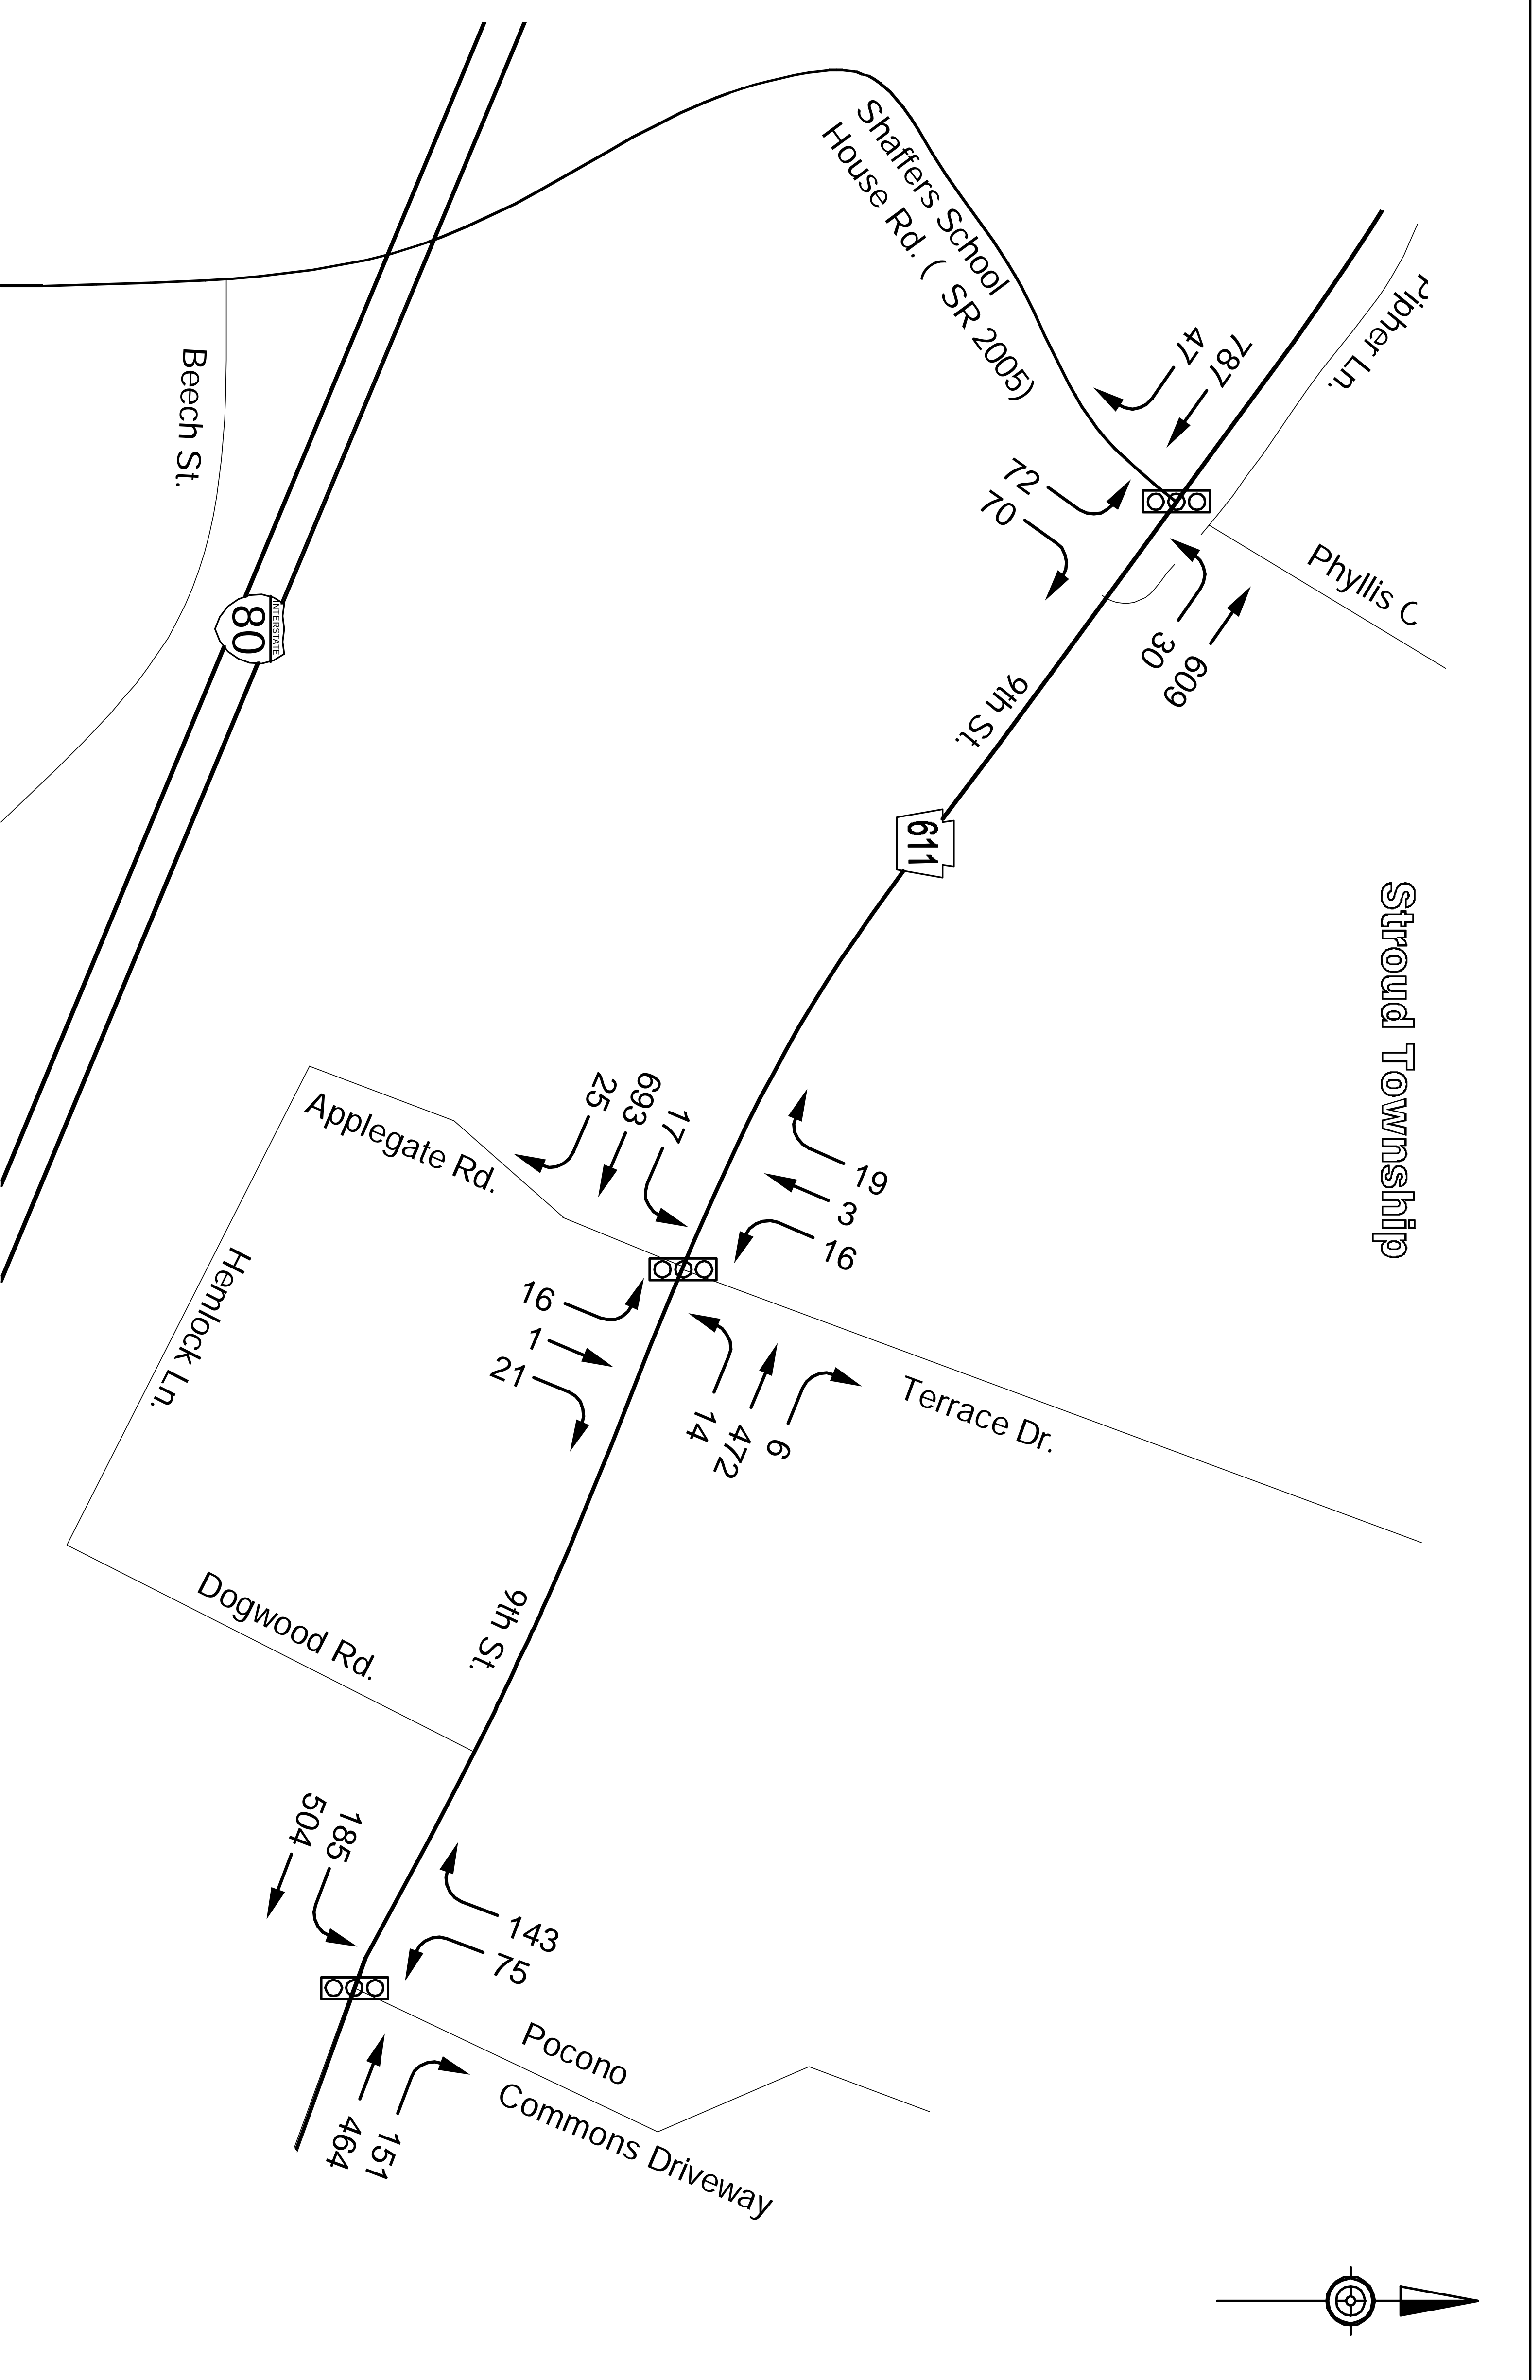 Shaffers School
House Rd. ( SR 2005)
47
787
ipher Ln.
72
70
Phyllis C
30
609
Beech St.
INTERSTATE
80
9th St.
611
Stroud Township
25
693
17
19
3
16
Applegate Rd.
16
1
21
14
472
6
Terrace Dr.
Hemlock Ln.
Dogwood Rd.
9th St.
504
185
143
75
464
151
Pocono
Commons Driveway